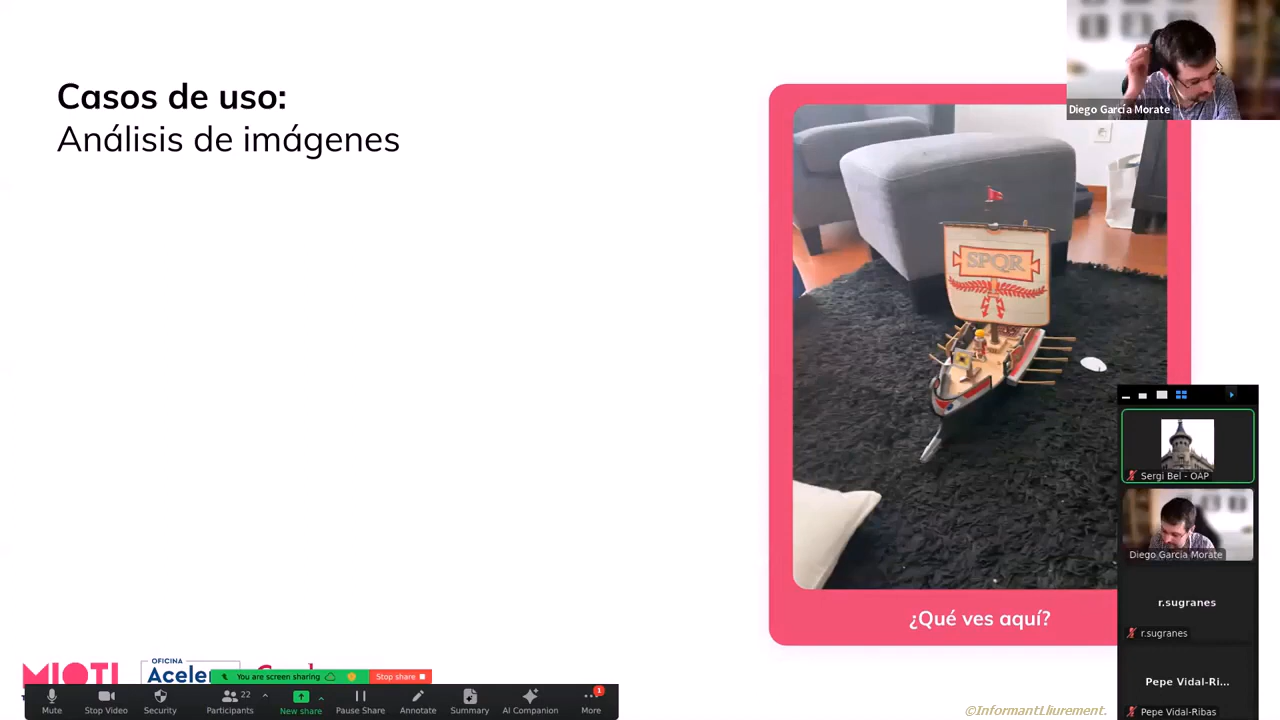 Casos de uso:
Análisis de imágenes
Diego García Morate
SPQR
¿Qué ves aquí?
Sergi Bel - OAP
Diego García Morate
r.sugranes
r.sugranes
Pepe Vidal-Ri...
Pepe Vidal-Ribas
MIOTI
OFICINA
You are screen sharing
Stop share
Mute
Stop Video
Security
22
Participants
New share
Pause Share
Annotate
Summary
AI Companion
1
More
©InformantLliurement.